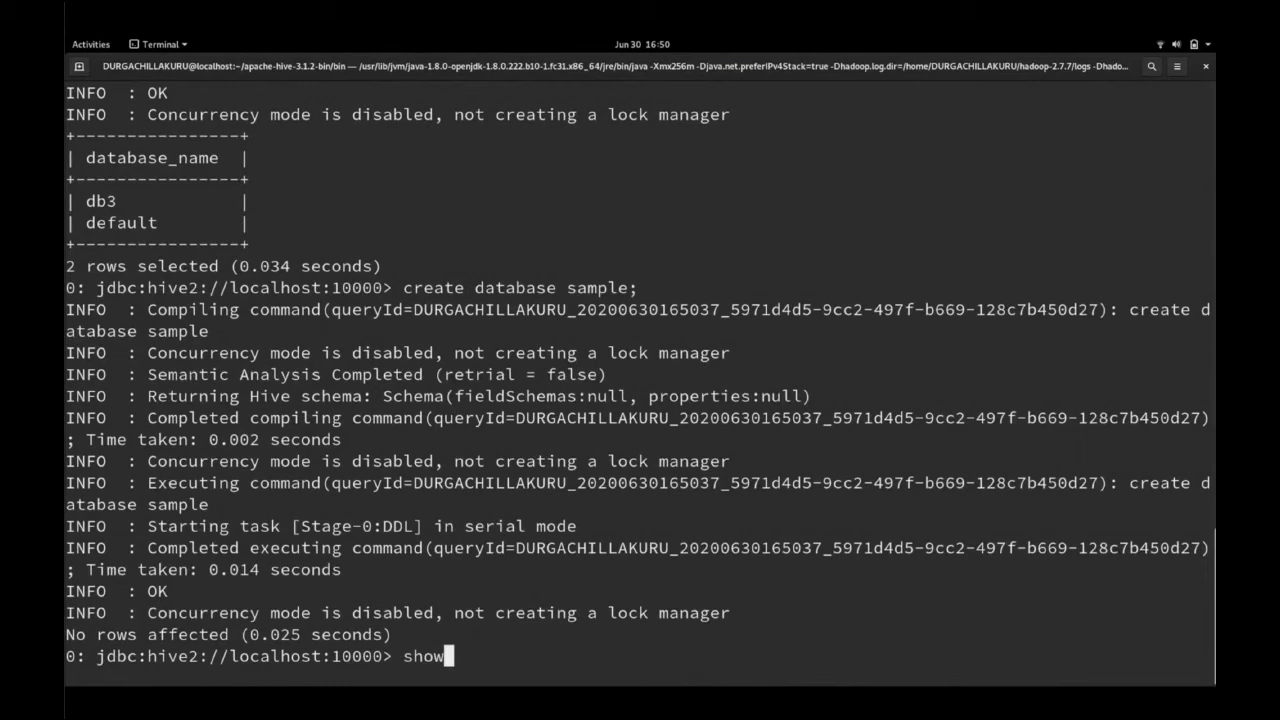 Activities
Terminal
Jun 30 16:50
DURGACHILLAKURU@localhost:~/apache-hive-3.1.2-bin/bin — /usr/lib/jvm/java-1.8.0-openjdk-1.8.0.222.b10-1.fc31.x86_64/jre/bin/java -Xmx256m -Djava.net.preferIPv4Stack=true -Dhadoop.log.dir=/home/DURGACHILLAKURU/hadoop-2.7.7/logs -Dhado...
INFO  : OK
INFO  : Concurrency mode is disabled, not creating a lock manager
+----------------+
| database_name  |
+----------------+
| db3            |
| default        |
+----------------+
2 rows selected (0.034 seconds)
0: jdbc:hive2://localhost:10000> create database sample;
INFO  : Compiling command(queryId=DURGACHILLAKURU_20200630165037_5971d4d5-9cc2-497f-b669-128c7b450d27): create d
atabase sample
INFO  : Concurrency mode is disabled, not creating a lock manager
INFO  : Semantic Analysis Completed (retrial = false)
INFO  : Returning Hive schema: Schema(fieldSchemas:null, properties:null)
INFO  : Completed compiling command(queryId=DURGACHILLAKURU_20200630165037_5971d4d5-9cc2-497f-b669-128c7b450d27)
; Time taken: 0.002 seconds
INFO  : Concurrency mode is disabled, not creating a lock manager
INFO  : Executing command(queryId=DURGACHILLAKURU_20200630165037_5971d4d5-9cc2-497f-b669-128c7b450d27): create d
atabase sample
INFO  : Starting task [Stage-0:DDL] in serial mode
INFO  : Completed executing command(queryId=DURGACHILLAKURU_20200630165037_5971d4d5-9cc2-497f-b669-128c7b450d27)
; Time taken: 0.014 seconds
INFO  : OK
INFO  : Concurrency mode is disabled, not creating a lock manager
No rows affected (0.025 seconds)
0: jdbc:hive2://localhost:10000> show